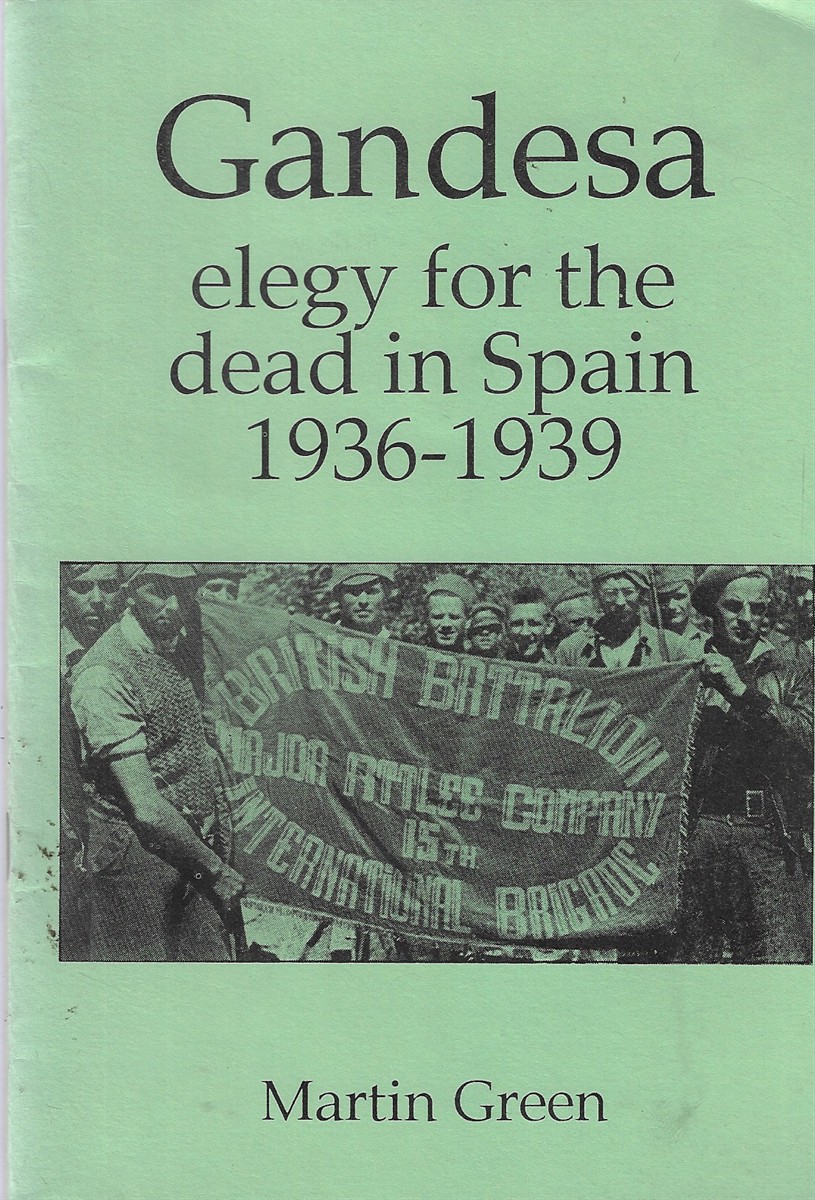 Gandesa
elegy for the
dead in Spain
1936-1939
BRITISH BATTALION
MAJOR ATTLEE COMPANY
15TH
INTERNATIONAL BRIGADE
Martin Green